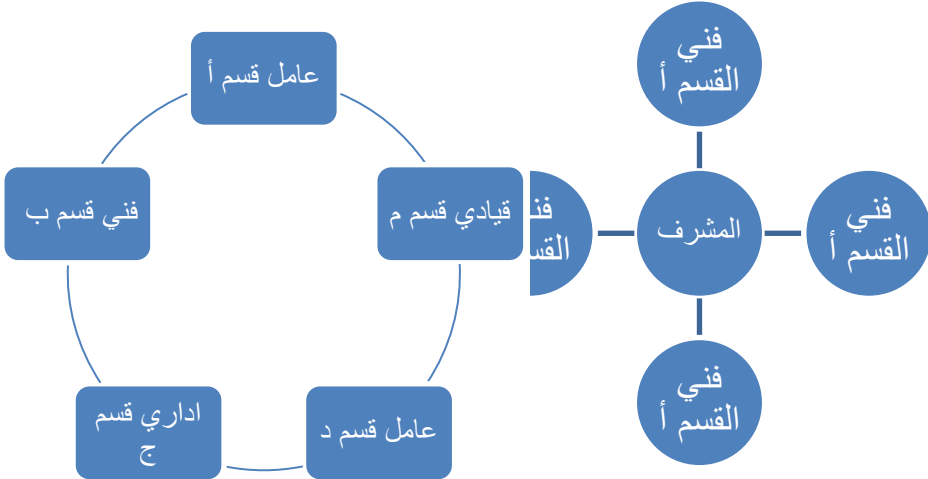 فني
القسم أ
عامل قسم أ
فني
القسم أ
المشرف
قيادي قسم م
فني قسم ب
فني
القسم أ
عامل قسم د
اداري قسم
ج